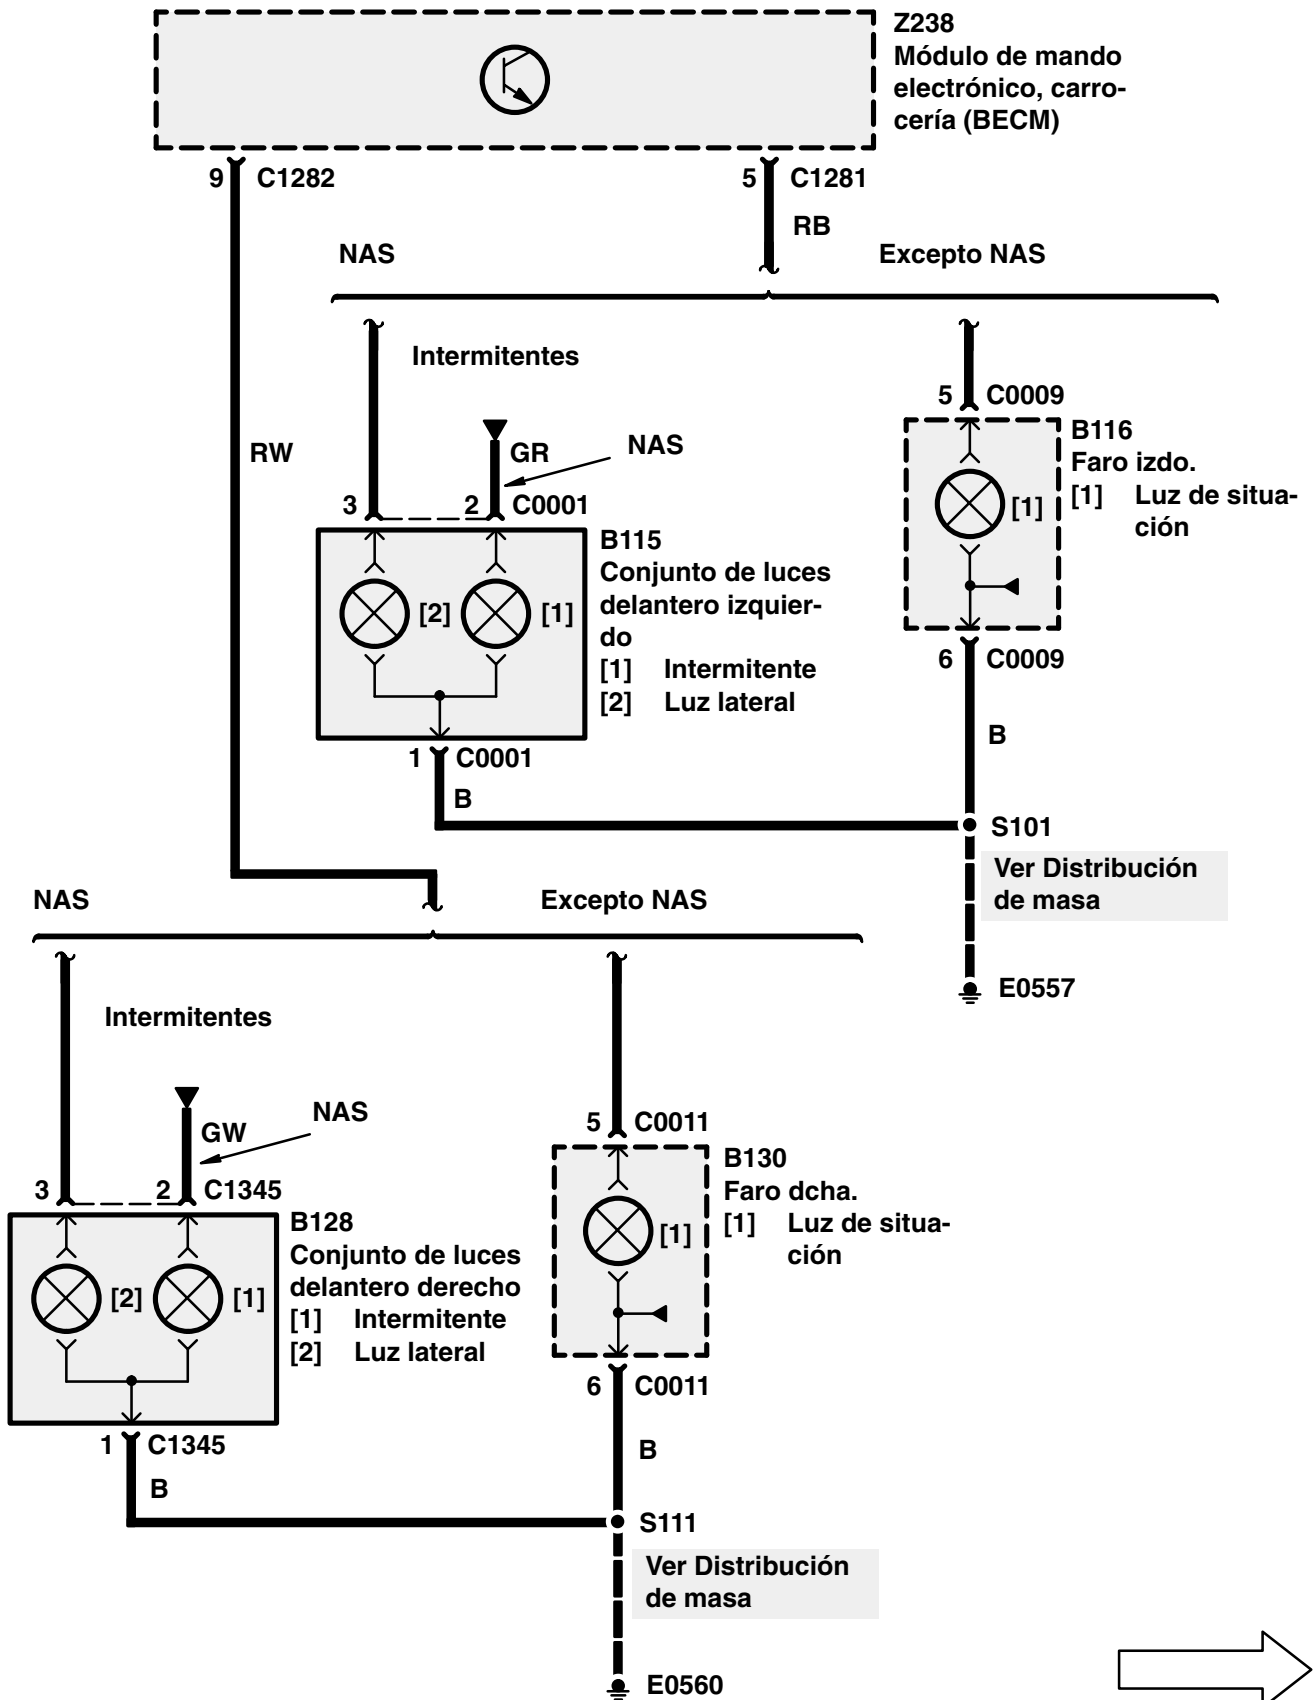 Z238
Módulo de mando
electrónico, carro-
cería (BECM)
9 C1282
5 C1281
RB
NAS
Excepto NAS
Intermitentes
5 C0009
RW
GR
NAS
B116
Faro izdo.
[1] Luz de situa-
ción
[1]
3 2 C0001
B115
Conjunto de luces
delantero izquier-
do
[1] Intermitente
[2] Luz lateral
[2] [1]
6 C0009
1 C0001
B
B
S101
Ver Distribución
de masa
E0557
NAS
Excepto NAS
Intermitentes
GW
NAS
5 C0011
B130
Faro dcha.
[1] Luz de situa-
ción
[1]
3 2 C1345
B128
Conjunto de luces
delantero derecho
[1] Intermitente
[2] Luz lateral
[2] [1]
6 C0011
1 C1345
B
B
S111
Ver Distribución
de masa
E0560